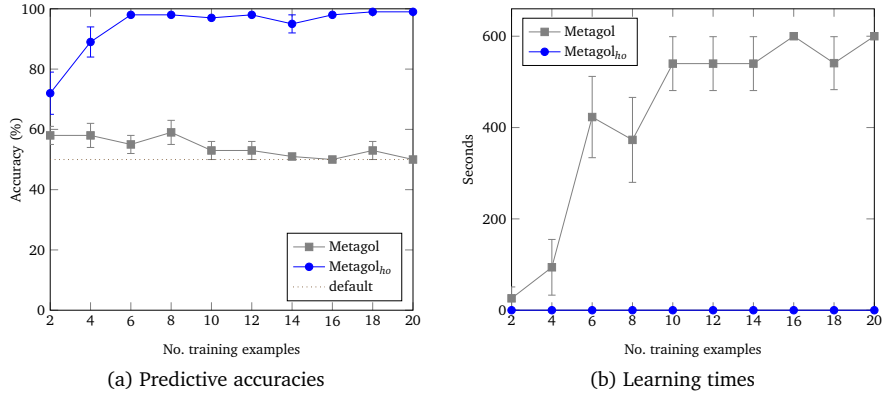 100
80
60
40
20
0
Accuracy (%)
Metagol
Metagol_ho
default
2 4 6 8 10 12 14 16 18 20
No. training examples
(a) Predictive accuracies
Metagol
Metagol_ho
600
400
200
0
Seconds
2 4 6 8 10 12 14 16 18 20
No. training examples
(b) Learning times